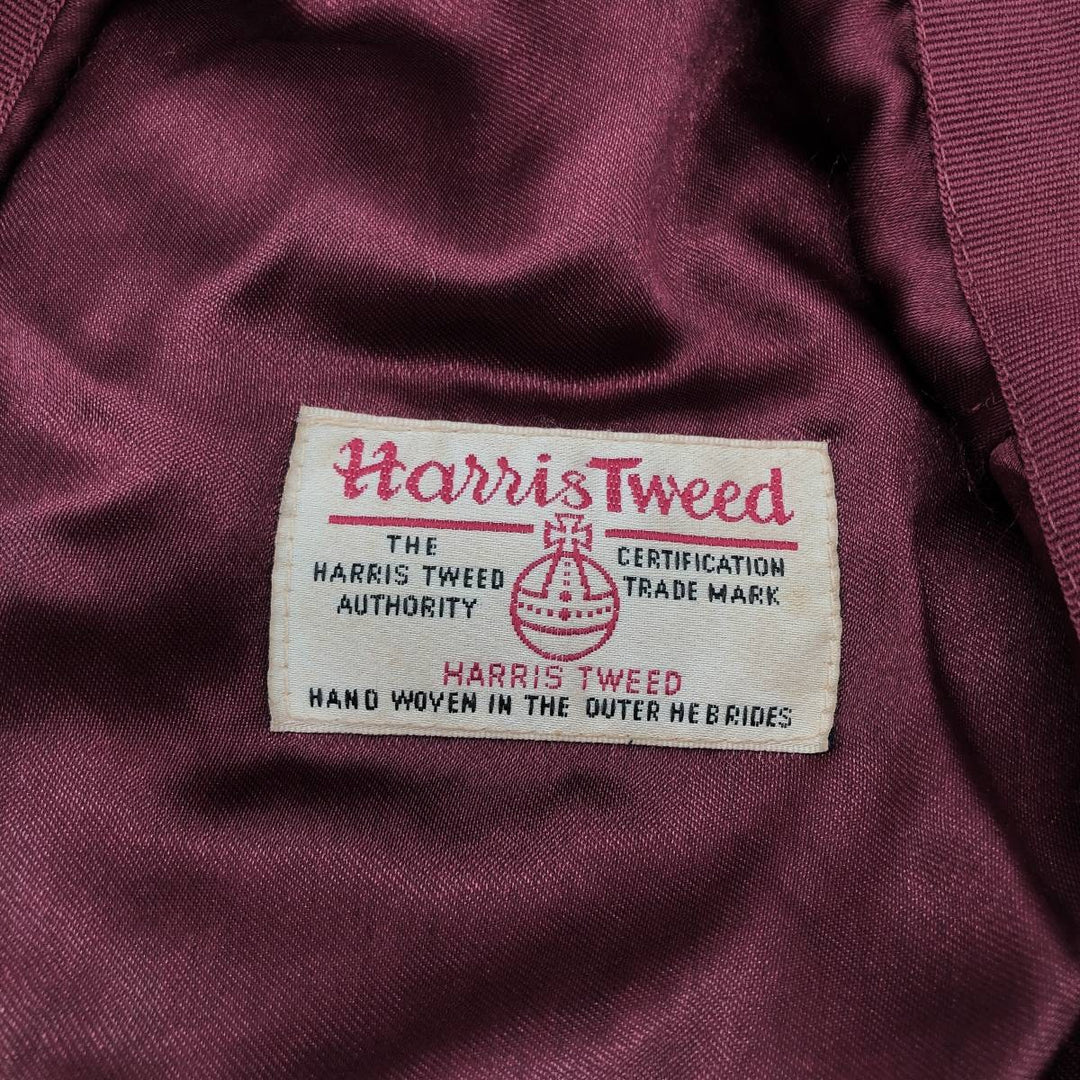 Harris Tweed
THE
HARRIS TWEED
AUTHORITY
CERTIFICATION
TRADE MARK
HARRIS TWEED
HAND WOVEN IN THE OUTER HEBRIDES